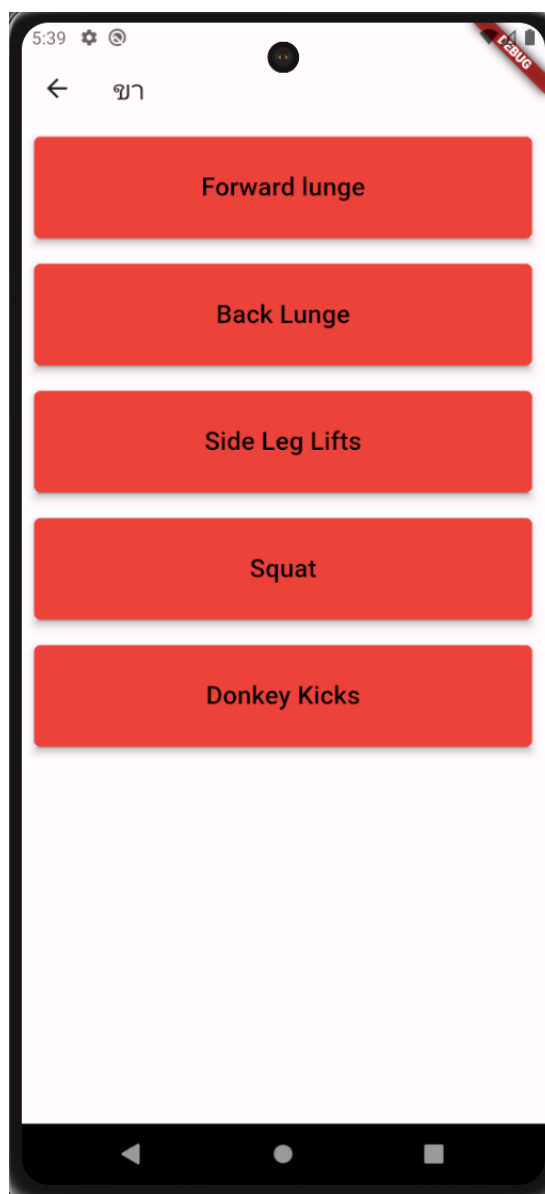 5:39
DEBUG
ขา
Forward lunge
Back Lunge
Side Leg Lifts
Squat
Donkey Kicks